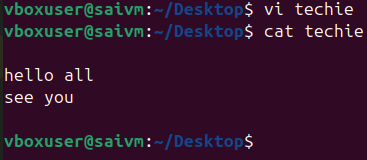 vboxuser@saivm:~/Desktop$ vi techie
vboxuser@saivm:~/Desktop$ cat techie
hello all
see you
vboxuser@saivm:~/Desktop$